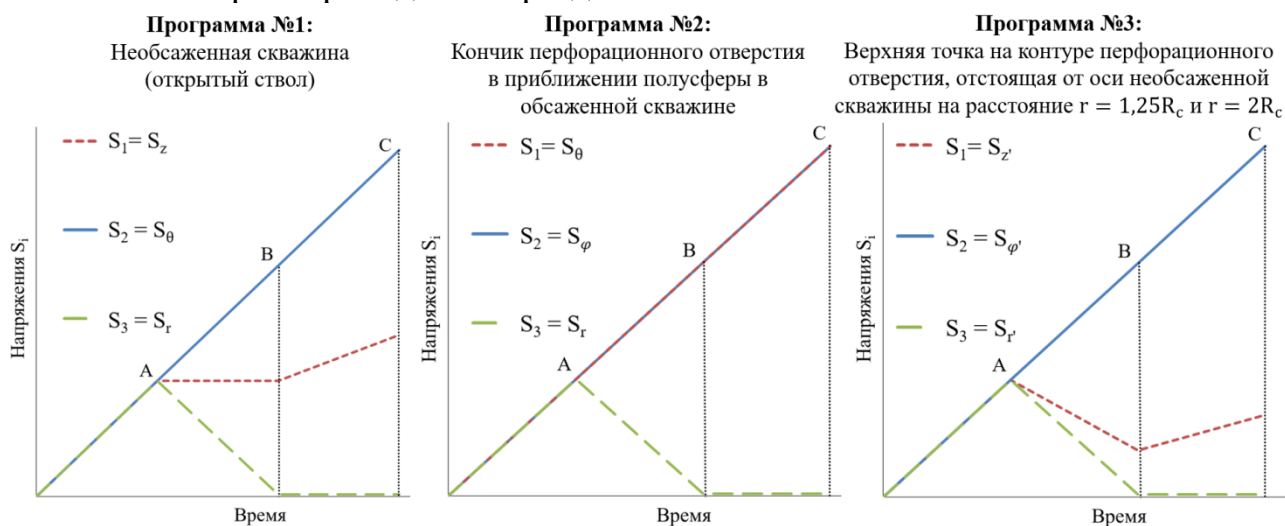 Программа №1:
Необсаженная скважина
(открытый ствол)
Напряжения Si
S1= Sz
S2 = Sθ
S3 = Sr
A
B
C
Время
Программа №2:
Кончик перфорационного отверстия
в приближении полусферы в
обсаженной скважине
Напряжения Si
S1= Sθ
S2 = Sφ
S3 = Sr
A
B
C
Время
Программа №3:
Верхняя точка на контуре перфорационного
отверстия, отстоящая от оси необсаженной
скважины на расстояние r = 1,25Rc и r = 2Rc
Напряжения Si
S1= Sz'
S2 = Sφ'
S3 = Sr'
A
B
C
Время